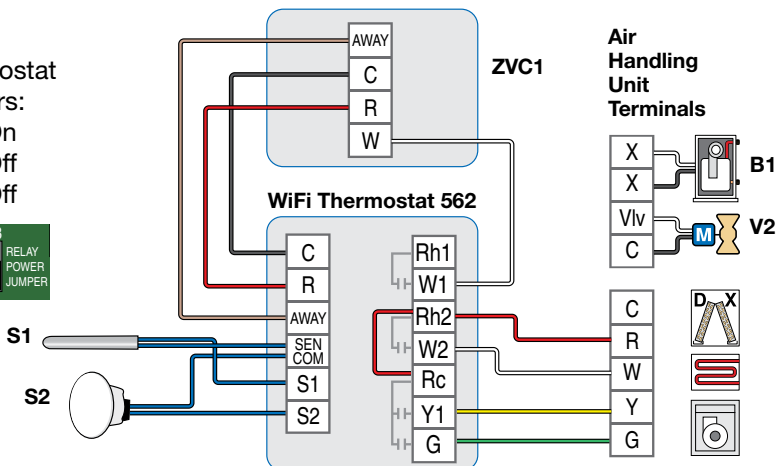 ostat
rs:
On
Off
Off
RELAY
POWER
JUMPER
ZVC1
AWAY
C
R
W
WiFi Thermostat 562
C
R
AWAY
SEN
COM
S1
S2
Rh1
W1
Rh2
W2
Rc
Y1
G
S1
S2
Air
Handling
Unit
Terminals
X
X
Vlv
C
B1
M
V2
C
R
W
Y
G
D X